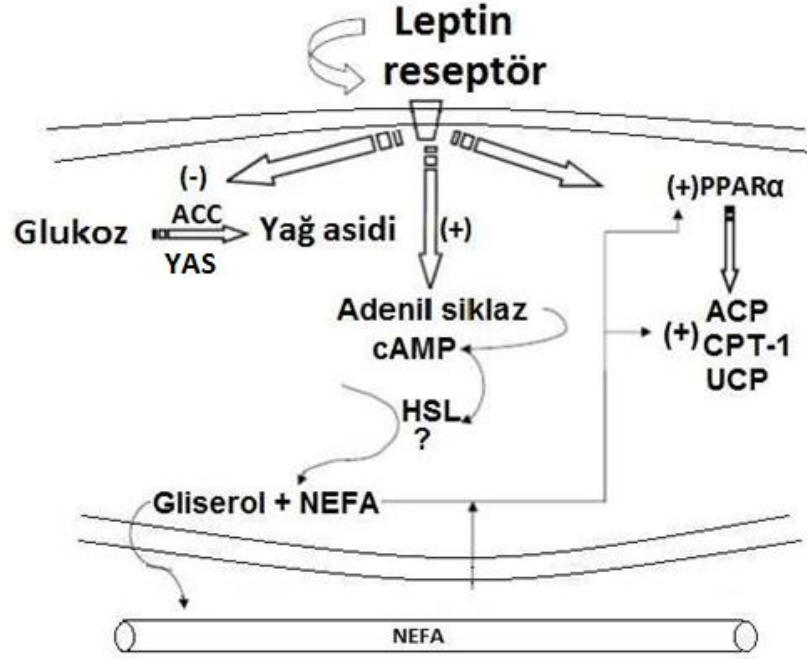 Leptin
reseptör
(-)
ACC
Glukoz
Yağ asidi
YAS
(+)
(+)PPARα
Adenil siklaz
cAMP
ACP
(+)CPT-1
UCP
HSL
?
Gliserol + NEFA
NEFA